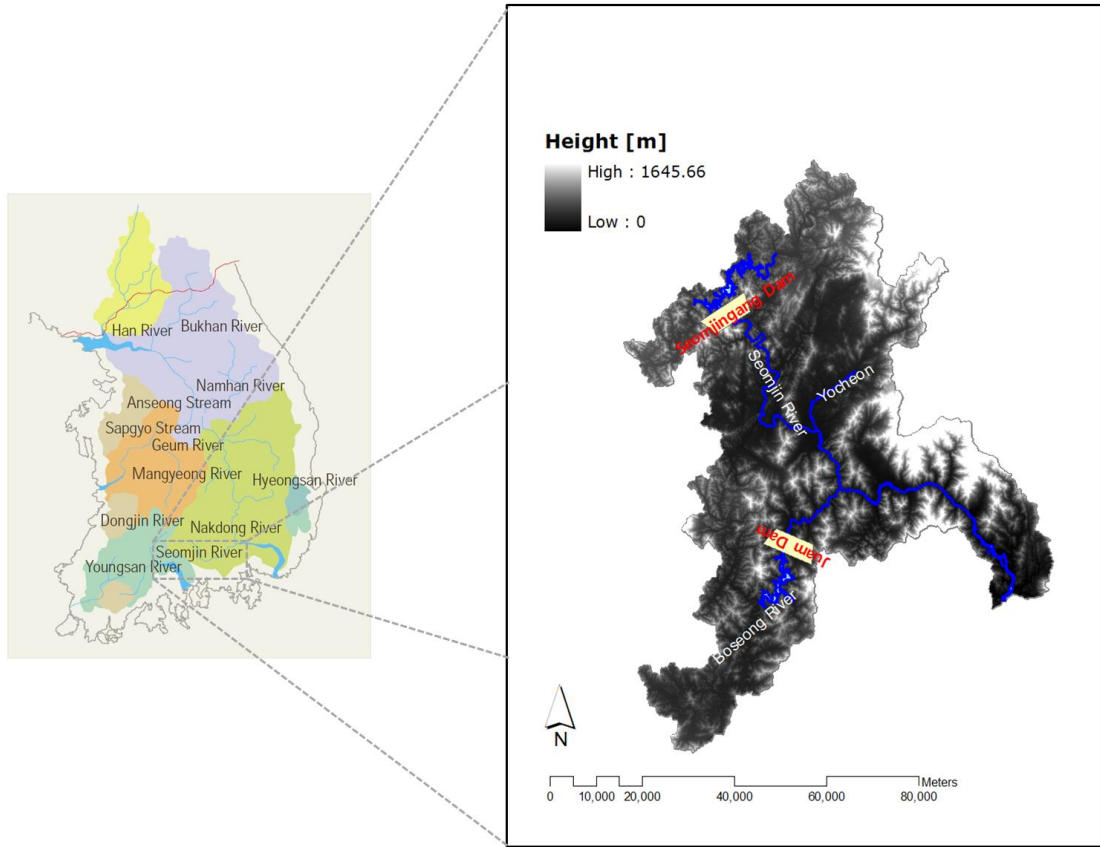 Han River
Bukhan River
Namhan River
Anseong Stream
Sapgyo Stream
Geum River
Mangyeong River
Hyeongsan River
Dongjin River
Nakdong River
Seomjin River
Youngsan River
Height [m]
High : 1645.66
Low : 0
Seomjingang Dam
Seomjin River
Yocheon
Juam Dam
Boseong River
N
Meters
0 10,000 20,000 40,000 60,000 80,000